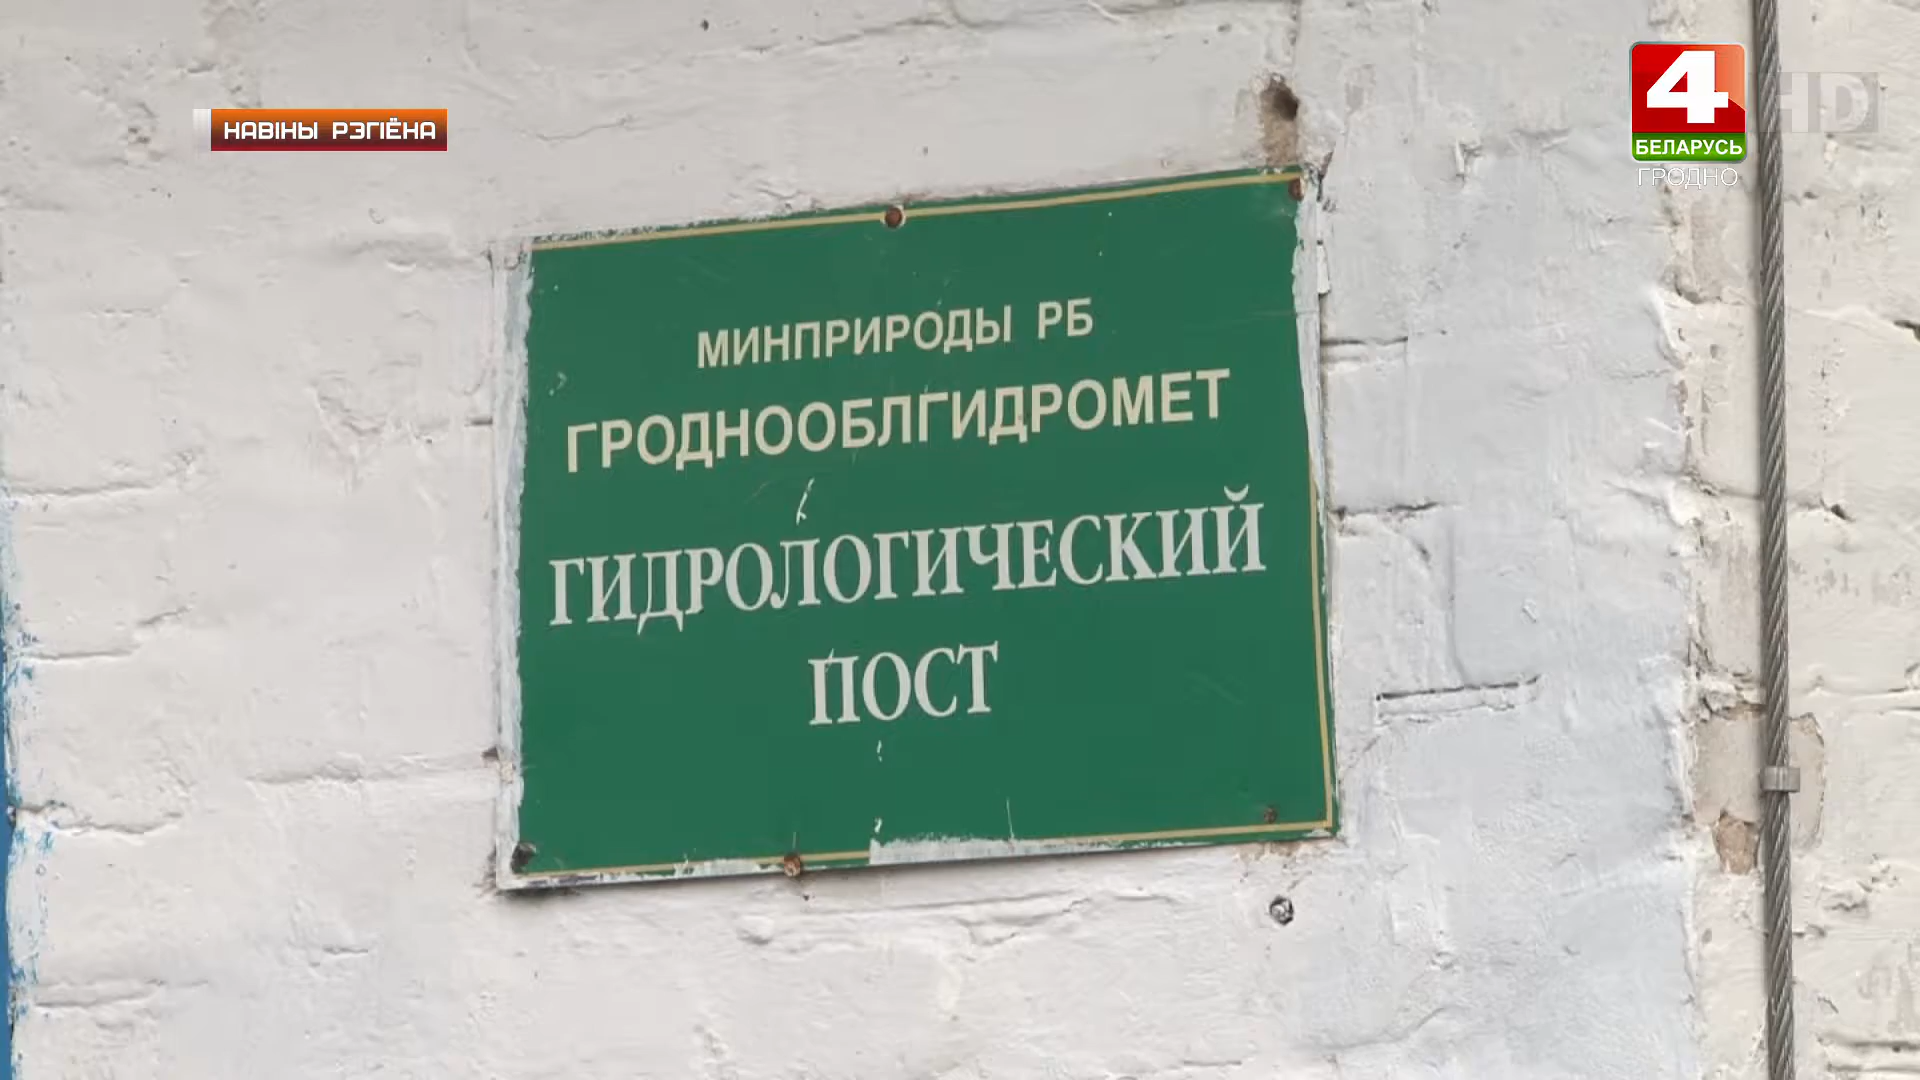 НАВІНЫ РЭГІЁНА
4
HD
БЕЛАРУСЬ
ГРОДНО
МИНПРИРОДЫ РБ
ГРОДНООБЛГИДРОМЕТ
ГИДРОЛОГИЧЕСКИЙ
ПОСТ